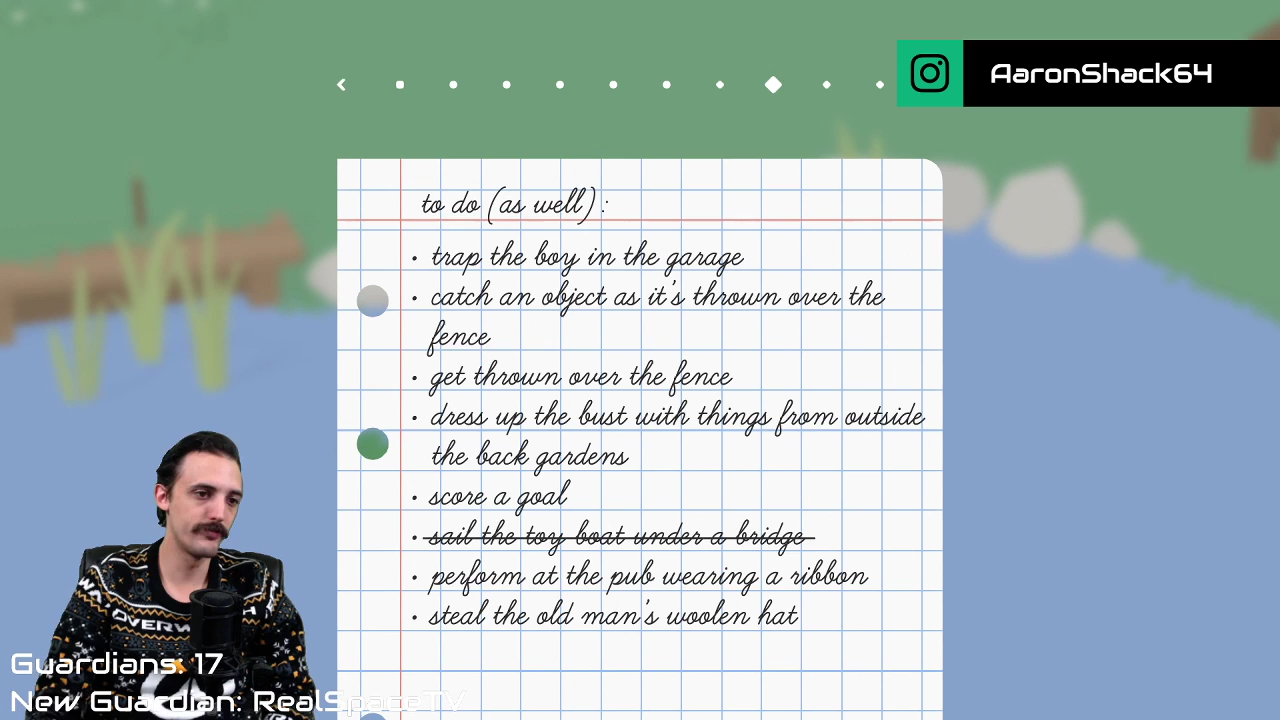 AaronShack64
to do (as well) :
• trap the boy in the garage
• catch an object as it's thrown over the
fence
• get thrown over the fence
• dress up the bust with things from outside
the back gardens
• score a goal
• sail the toy boat under a bridge
• perform at the pub wearing a ribbon
• steal the old man's woolen hat
Guardians: 17
New Guardian: RealSpaceTV